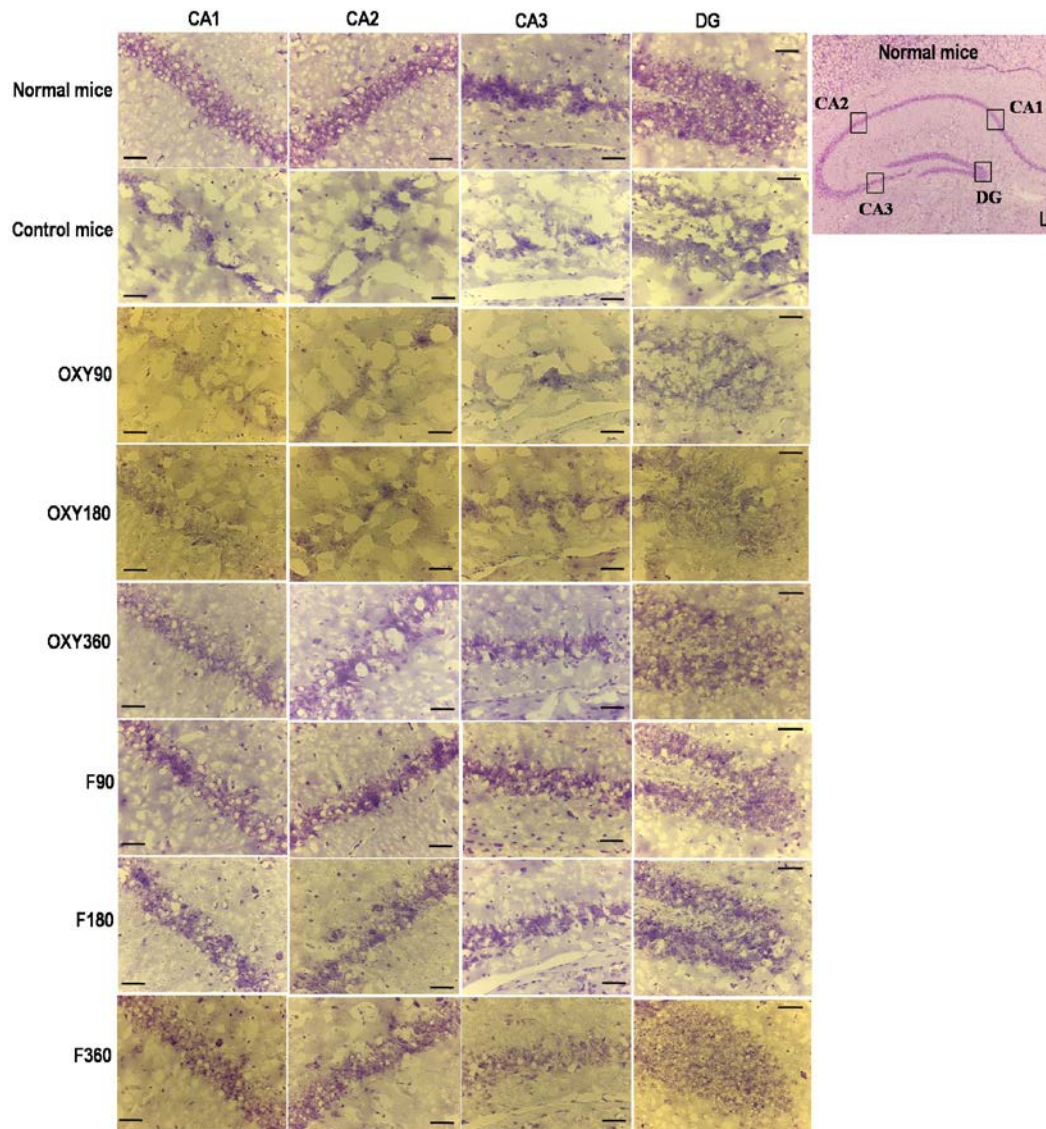 CA1 CA2 CA3 DG
Normal mice
Control mice
OXY90
OXY180
OXY360
F90
F180
F360
Normal mice
CA2
CA1
CA3
DG